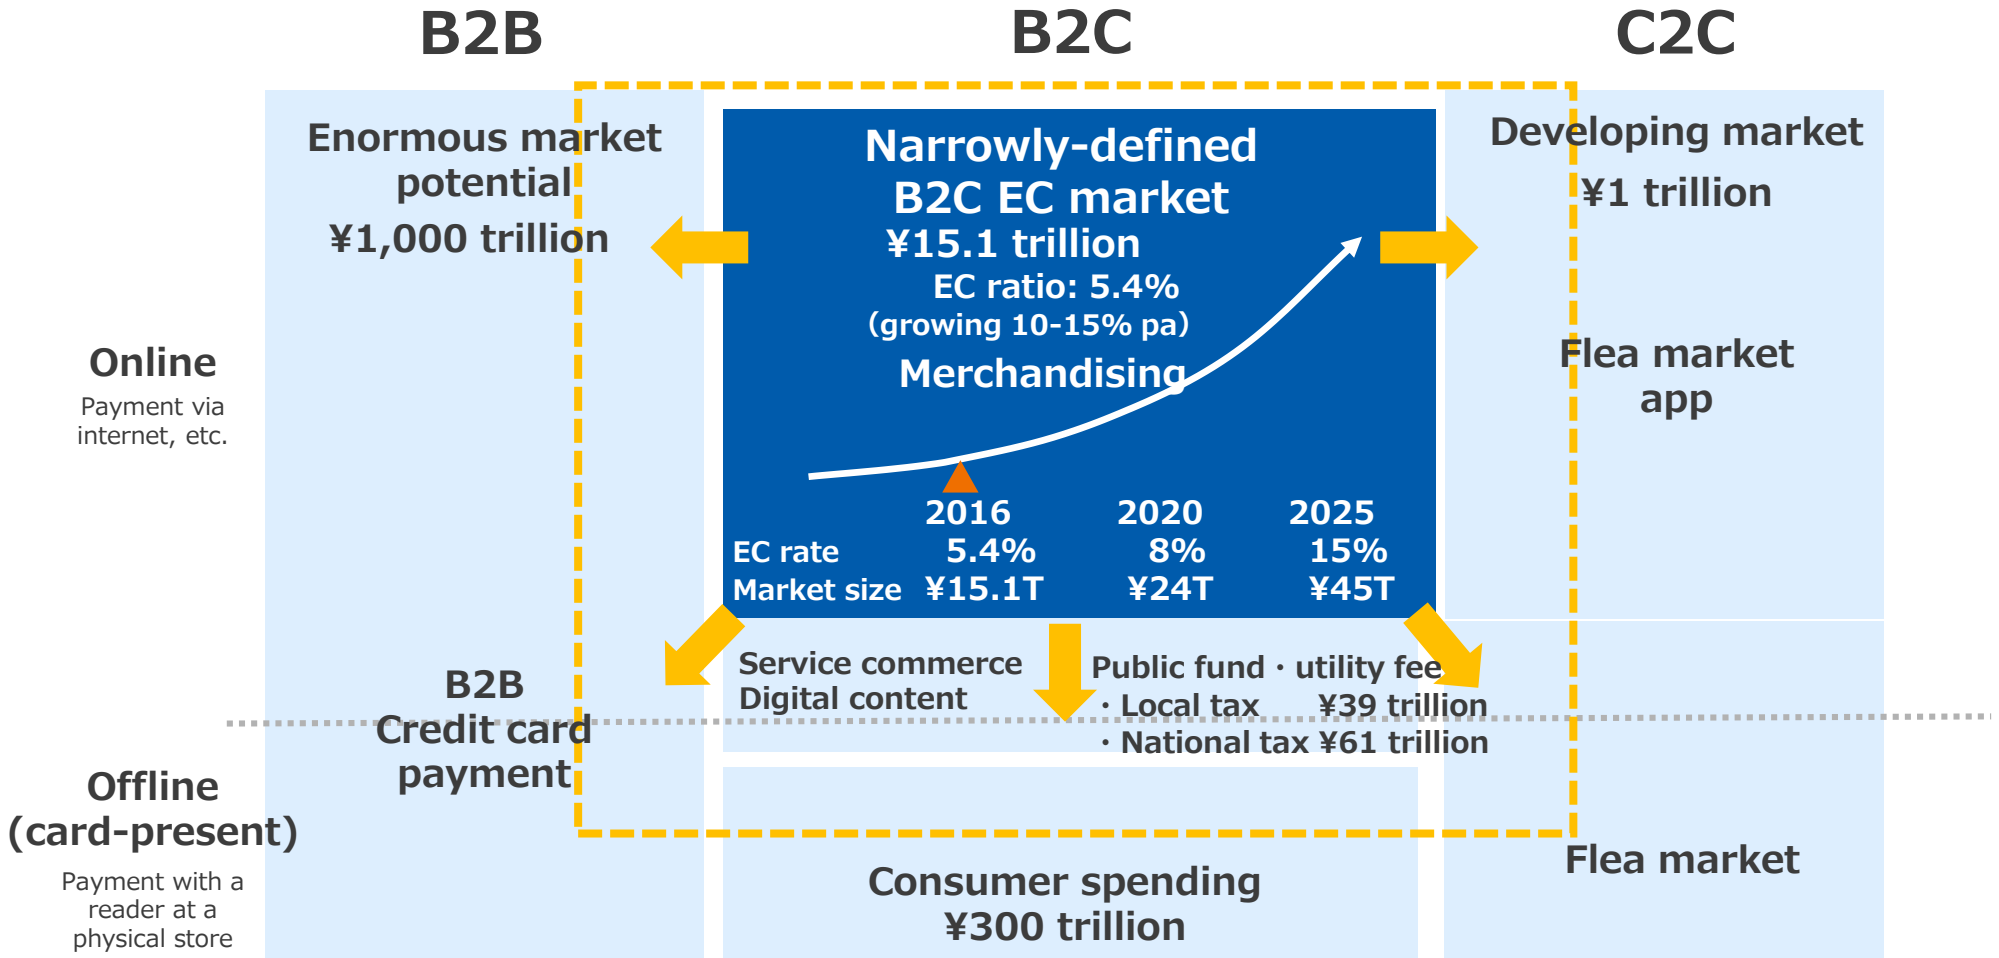 B2B
B2C
C2C
Enormous market
potential
¥1,000 trillion
Narrowly-defined
B2C EC market
¥15.1 trillion
EC ratio: 5.4%
(growing 10-15% pa)
Merchandising
Developing market
¥1 trillion
Online
Payment via
internet, etc.
Flea market
app
2016 2020 2025
EC rate 5.4% 8% 15%
Market size ¥15.1T ¥24T ¥45T
B2B
Credit card
payment
Service commerce
Digital content
Public fund・utility fee
・Local tax ¥39 trillion
・National tax ¥61 trillion
Offline
(card-present)
Payment with a
reader at a
physical store
Consumer spending
¥300 trillion
Flea market